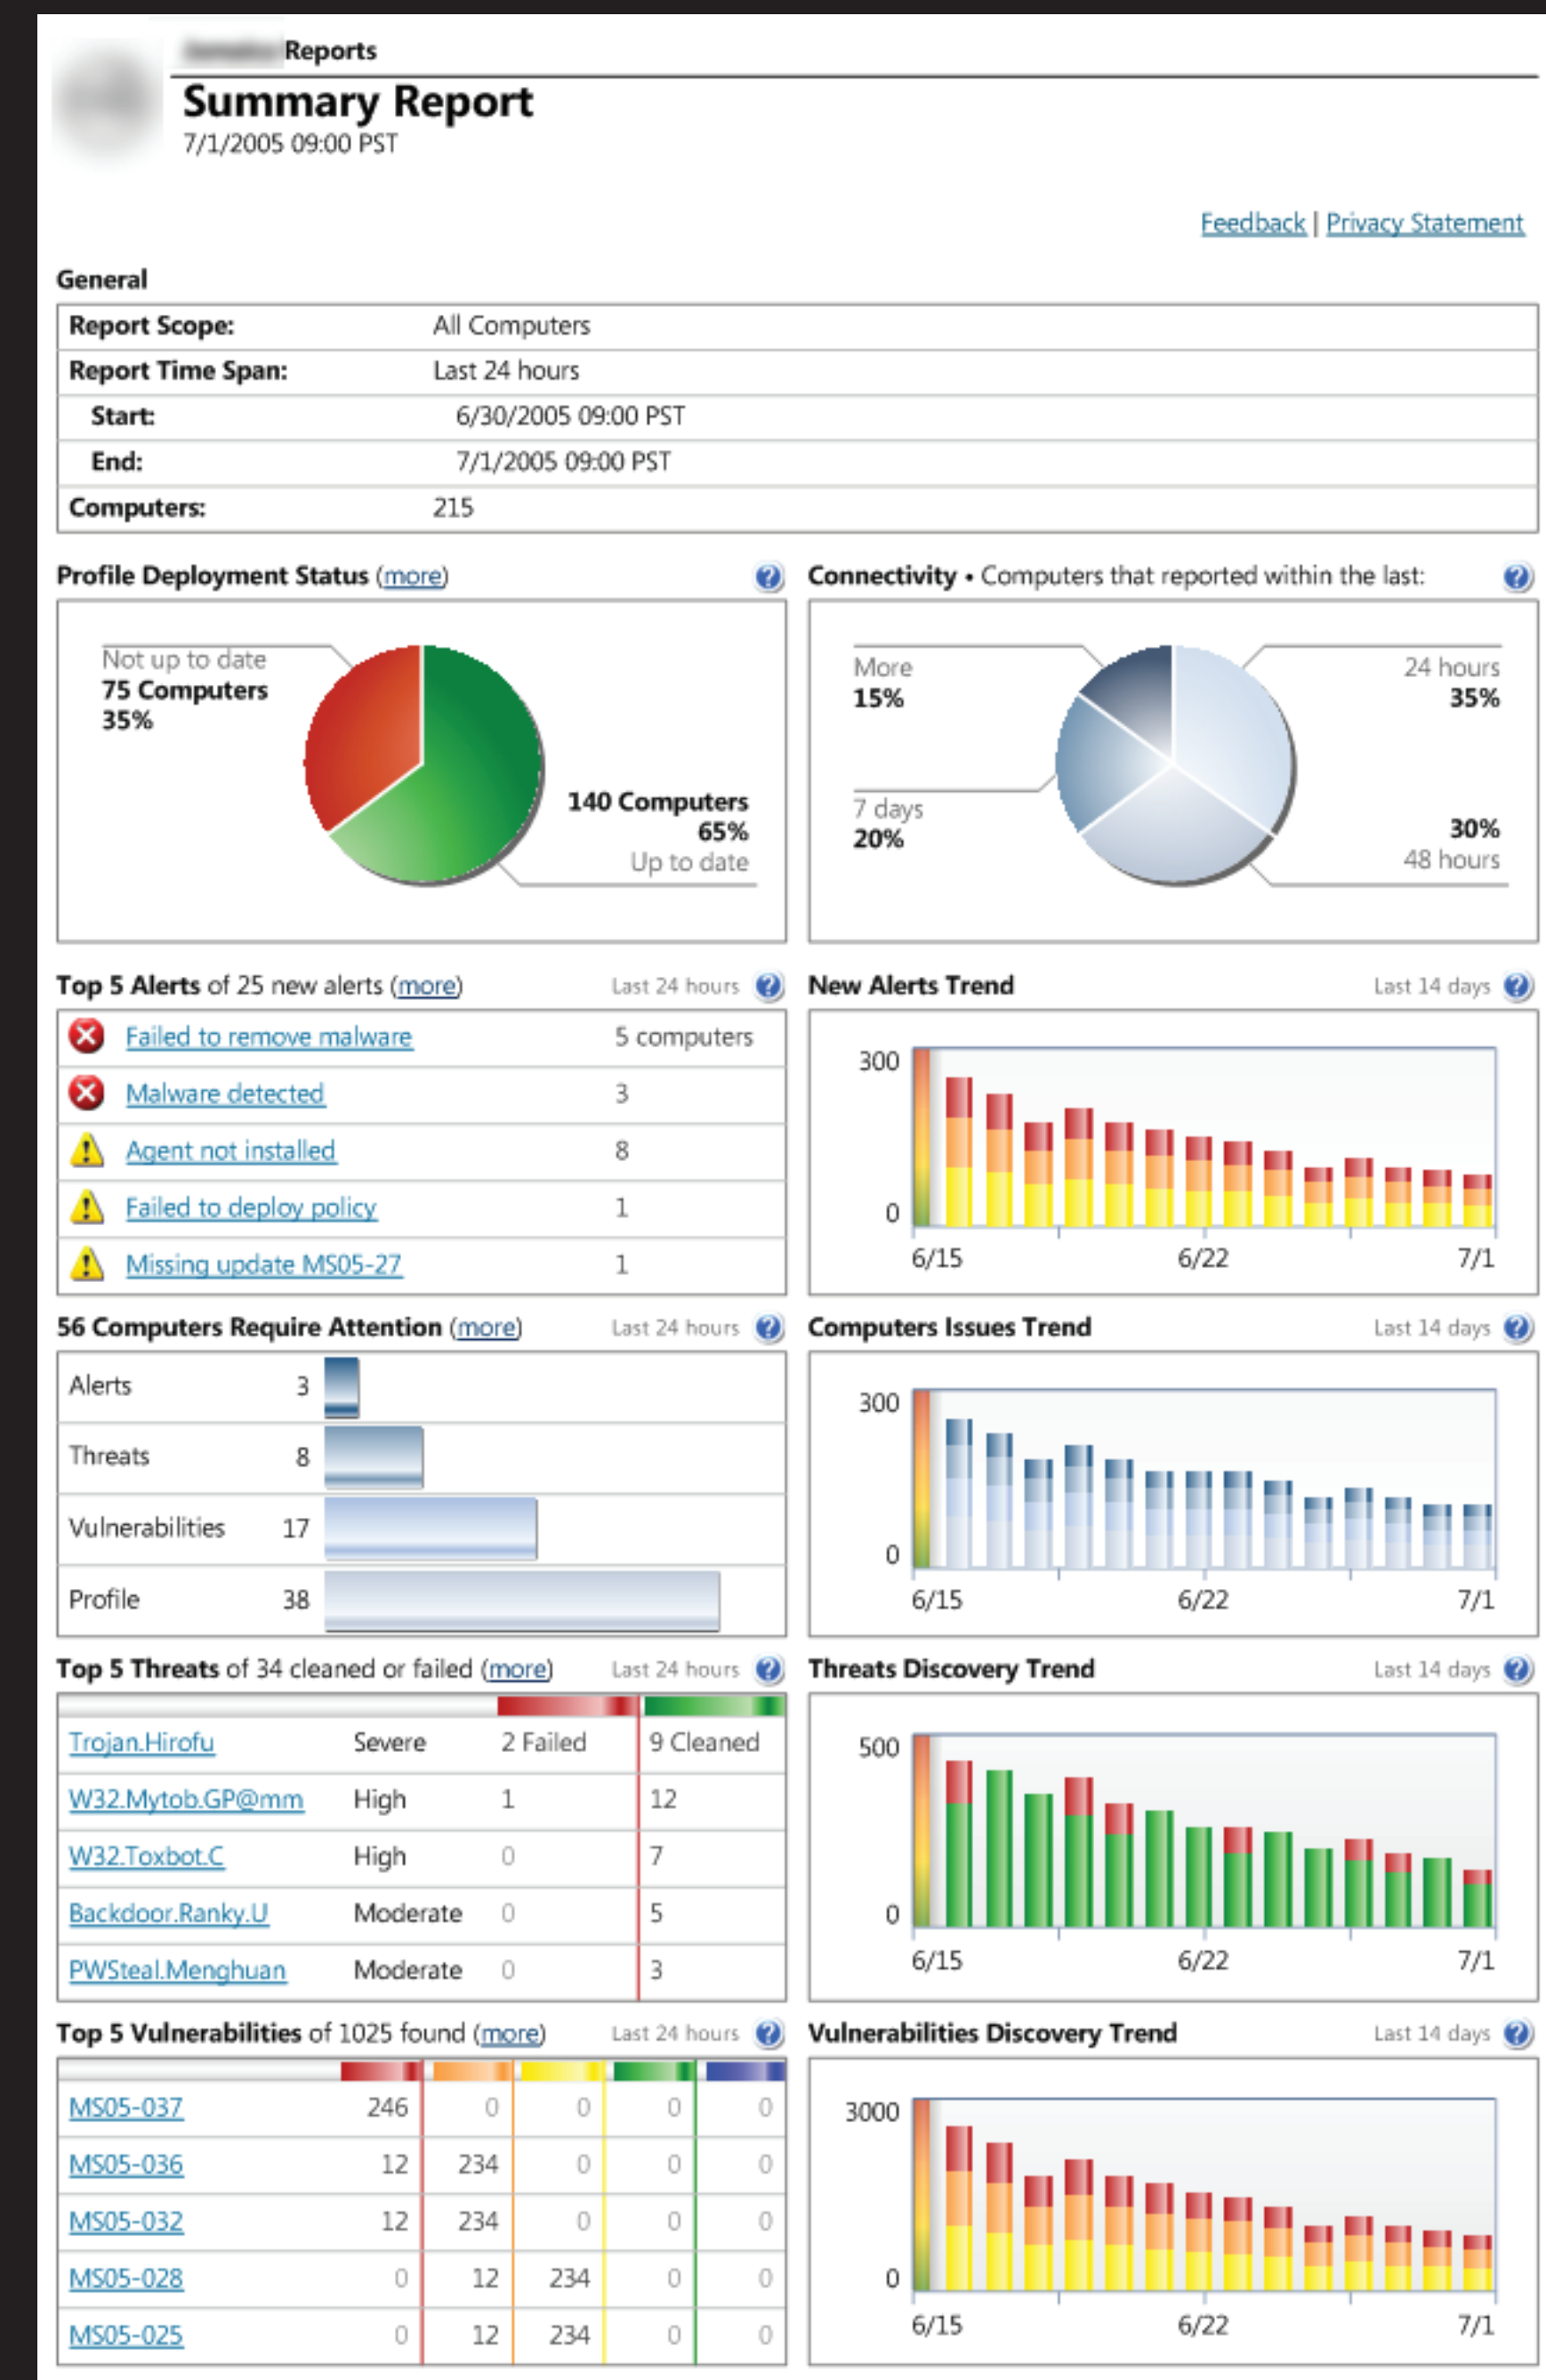 Reports
Summary Report
7/1/2005 09:00 PST
Feedback | Privacy Statement
General
Report Scope: All Computers
Report Time Span: Last 24 hours
Start: 6/30/2005 09:00 PST
End: 7/1/2005 09:00 PST
Computers: 215
Profile Deployment Status (more)
Not up to date
75 Computers
35%
140 Computers
65%
Up to date
Connectivity • Computers that reported within the last:
More
15%
24 hours
35%
7 days
20%
30%
48 hours
Top 5 Alerts of 25 new alerts (more) Last 24 hours
Failed to remove malware 5 computers
Malware detected 3
Agent not installed 8
Failed to deploy policy 1
Missing update MS05-27 1
New Alerts Trend Last 14 days
300
0
6/15 6/22 7/1
56 Computers Require Attention (more) Last 24 hours
Alerts 3
Threats 8
Vulnerabilities 17
Profile 38
Computers Issues Trend Last 14 days
300
0
6/15 6/22 7/1
Top 5 Threats of 34 cleaned or failed (more) Last 24 hours
Trojan.Hirofu Severe 2 Failed 9 Cleaned
W32.Mytob.GP@mm High 1 12
W32.Toxbot.C High 0 7
Backdoor.Ranky.U Moderate 0 5
PWSteal.Menghuan Moderate 0 3
Threats Discovery Trend Last 14 days
500
0
6/15 6/22 7/1
Top 5 Vulnerabilities of 1025 found (more) Last 24 hours
MS05-037 246 0 0 0 0
MS05-036 12 234 0 0 0
MS05-032 12 234 0 0 0
MS05-028 0 12 234 0 0
MS05-025 0 12 234 0 0
Vulnerabilities Discovery Trend Last 14 days
3000
0
6/15 6/22 7/1